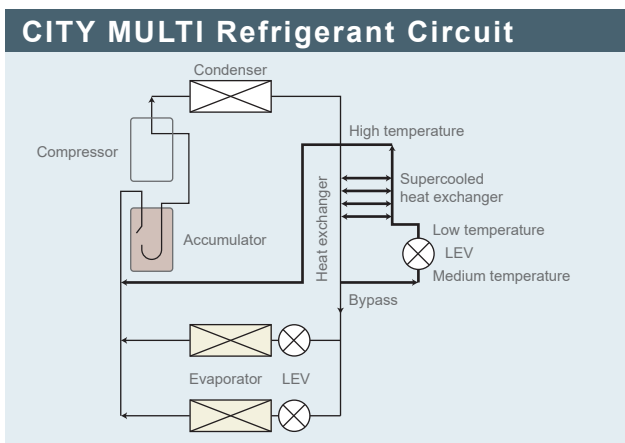 CITY MULTI Refrigerant Circuit
Condenser
High temperature
Compressor
Supercooled
heat exchanger
Heat exchanger
Low temperature
Accumulator
LEV
Medium temperature
Bypass
Evaporator
LEV